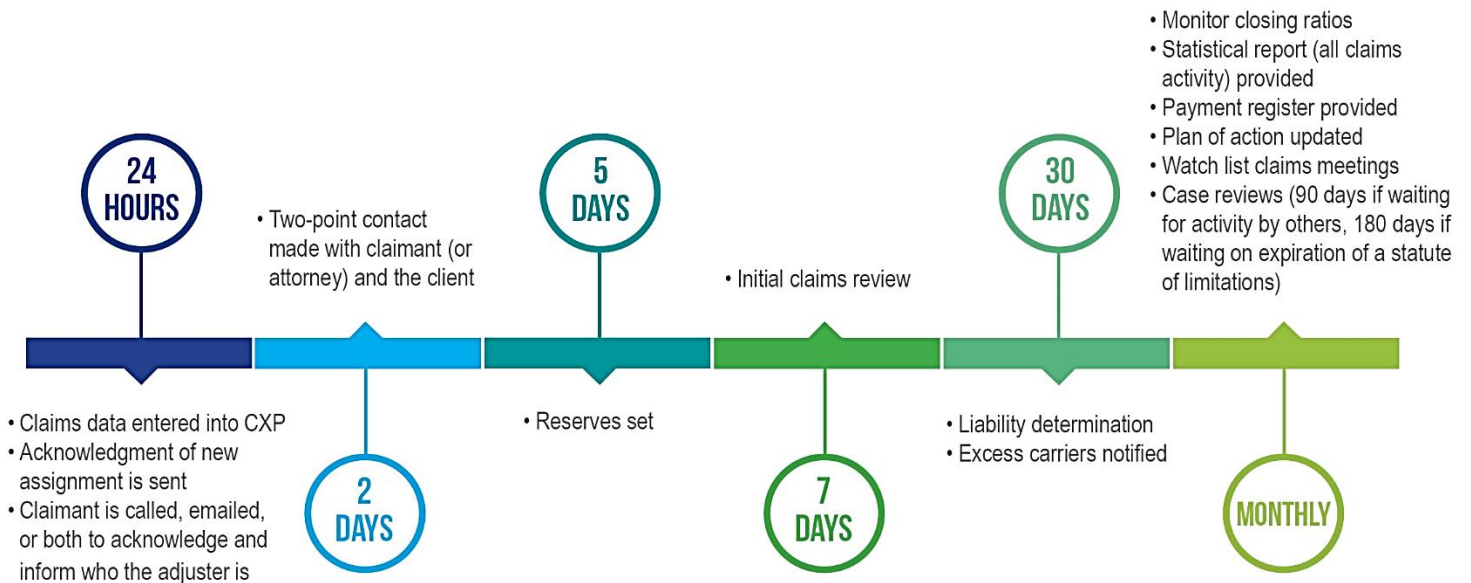 24
HOURS
• Claims data entered into CXP
• Acknowledgment of new
assignment is sent
• Claimant is called, emailed,
or both to acknowledge and
inform who the adjuster is
• Two-point contact
made with claimant (or
attorney) and the client
2
DAYS
5
DAYS
• Reserves set
• Initial claims review
7
DAYS
30
DAYS
• Liability determination
• Excess carriers notified
• Monitor closing ratios
• Statistical report (all claims
activity) provided
• Payment register provided
• Plan of action updated
• Watch list claims meetings
• Case reviews (90 days if waiting
for activity by others, 180 days if
waiting on expiration of a statute
of limitations)
MONTHLY